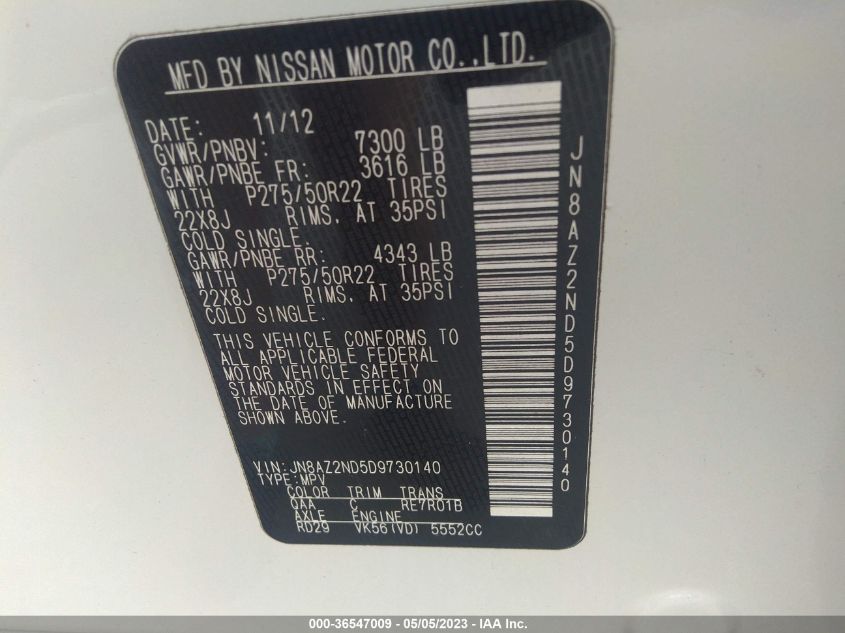 MFD BY NISSAN MOTOR CO.,LTD.
DATE: 11/12
GVWR/PNBV: 7300 LB
GAWR/PNBE FR: 3616 LB
WITH P275/50R22 TIRES
22X8J RIMS, AT 35PSI
COLD SINGLE.
GAWR/PNBE RR: 4343 LB
WITH P275/50R22 TIRES
22X8J RIMS, AT 35PSI
COLD SINGLE.
THIS VEHICLE CONFORMS TO
ALL APPLICABLE FEDERAL
MOTOR VEHICLE SAFETY
STANDARDS IN EFFECT ON
THE DATE OF MANUFACTURE
SHOWN ABOVE.
VIN:JN8AZ2ND5D9730140
TYPE:MPV
COLOR TRIM TRANS
QAA C RE7R01B
AXLE ENGINE
RD29 VK56(VD) 5552CC
JN8AZ2ND5D9730140
000-36547009 - 05/05/2023 - IAA Inc.